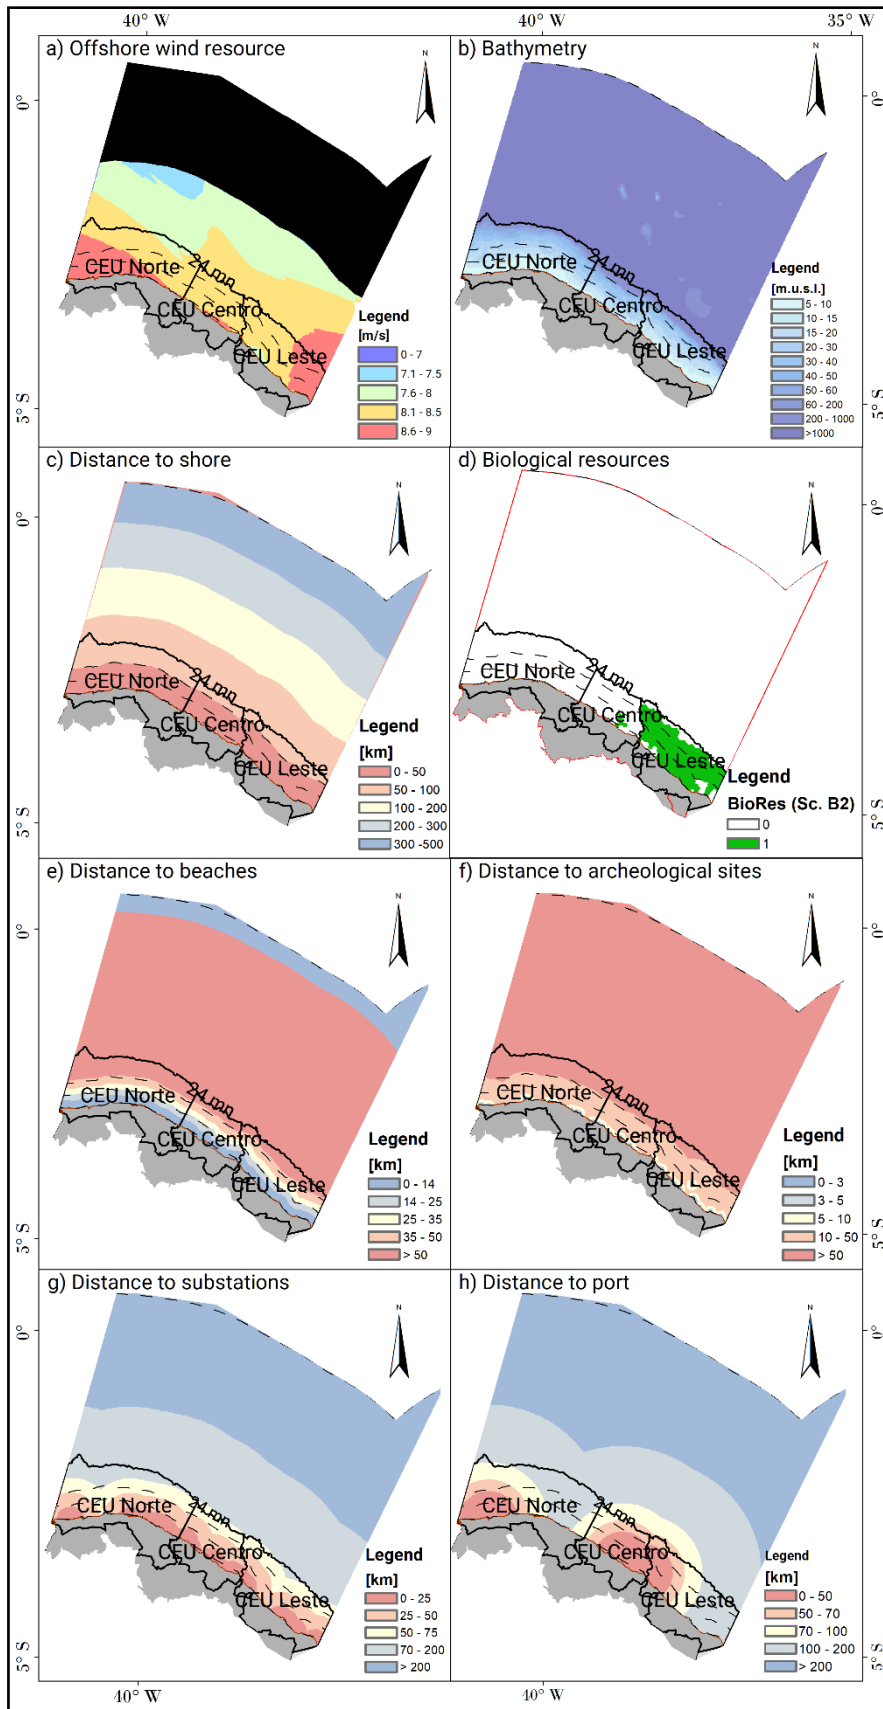 40° W
40° W
35° W
a) Offshore wind resource
N
0°
24 mn
CEU Norte
CEU Centro
CEU Leste
Legend
[m/s]
0 - 7
7.1 - 7.5
7.6 - 8
8.1 - 8.5
8.6 - 9
5° S
b) Bathymetry
N
0°
24 mn
CEU Norte
CEU Centro
CEU Leste
Legend
[m.u.s.l.]
5 - 10
10 - 15
15 - 20
20 - 30
30 - 40
40 - 50
50 - 60
60 - 200
200 - 1000
>1000
5° S
c) Distance to shore
N
0°
24 mn
CEU Norte
CEU Centro
CEU Leste
Legend
[km]
0 - 50
50 - 100
100 - 200
200 - 300
300 -500
5° S
d) Biological resources
N
0°
24 mn
CEU Norte
CEU Centro
CEU Leste
Legend
BioRes (Sc. B2)
0
1
5° S
e) Distance to beaches
N
0°
24 mn
CEU Norte
CEU Centro
CEU Leste
Legend
[km]
0 - 14
14 - 25
25 - 35
35 - 50
> 50
5° S
f) Distance to archeological sites
N
0°
24 mn
CEU Norte
CEU Centro
CEU Leste
Legend
[km]
0 - 3
3 - 5
5 - 10
10 - 50
> 50
5° S
g) Distance to substations
N
0°
24 mn
CEU Norte
CEU Centro
CEU Leste
Legend
[km]
0 - 25
25 - 50
50 - 75
70 - 200
> 200
5° S
h) Distance to port
N
0°
24 mn
CEU Norte
CEU Centro
CEU Leste
Legend
[km]
0 - 50
50 - 70
70 - 100
100 - 200
> 200
5° S
40° W
40° W